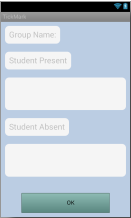 Group Name:
Student Present
Student Absent
OK